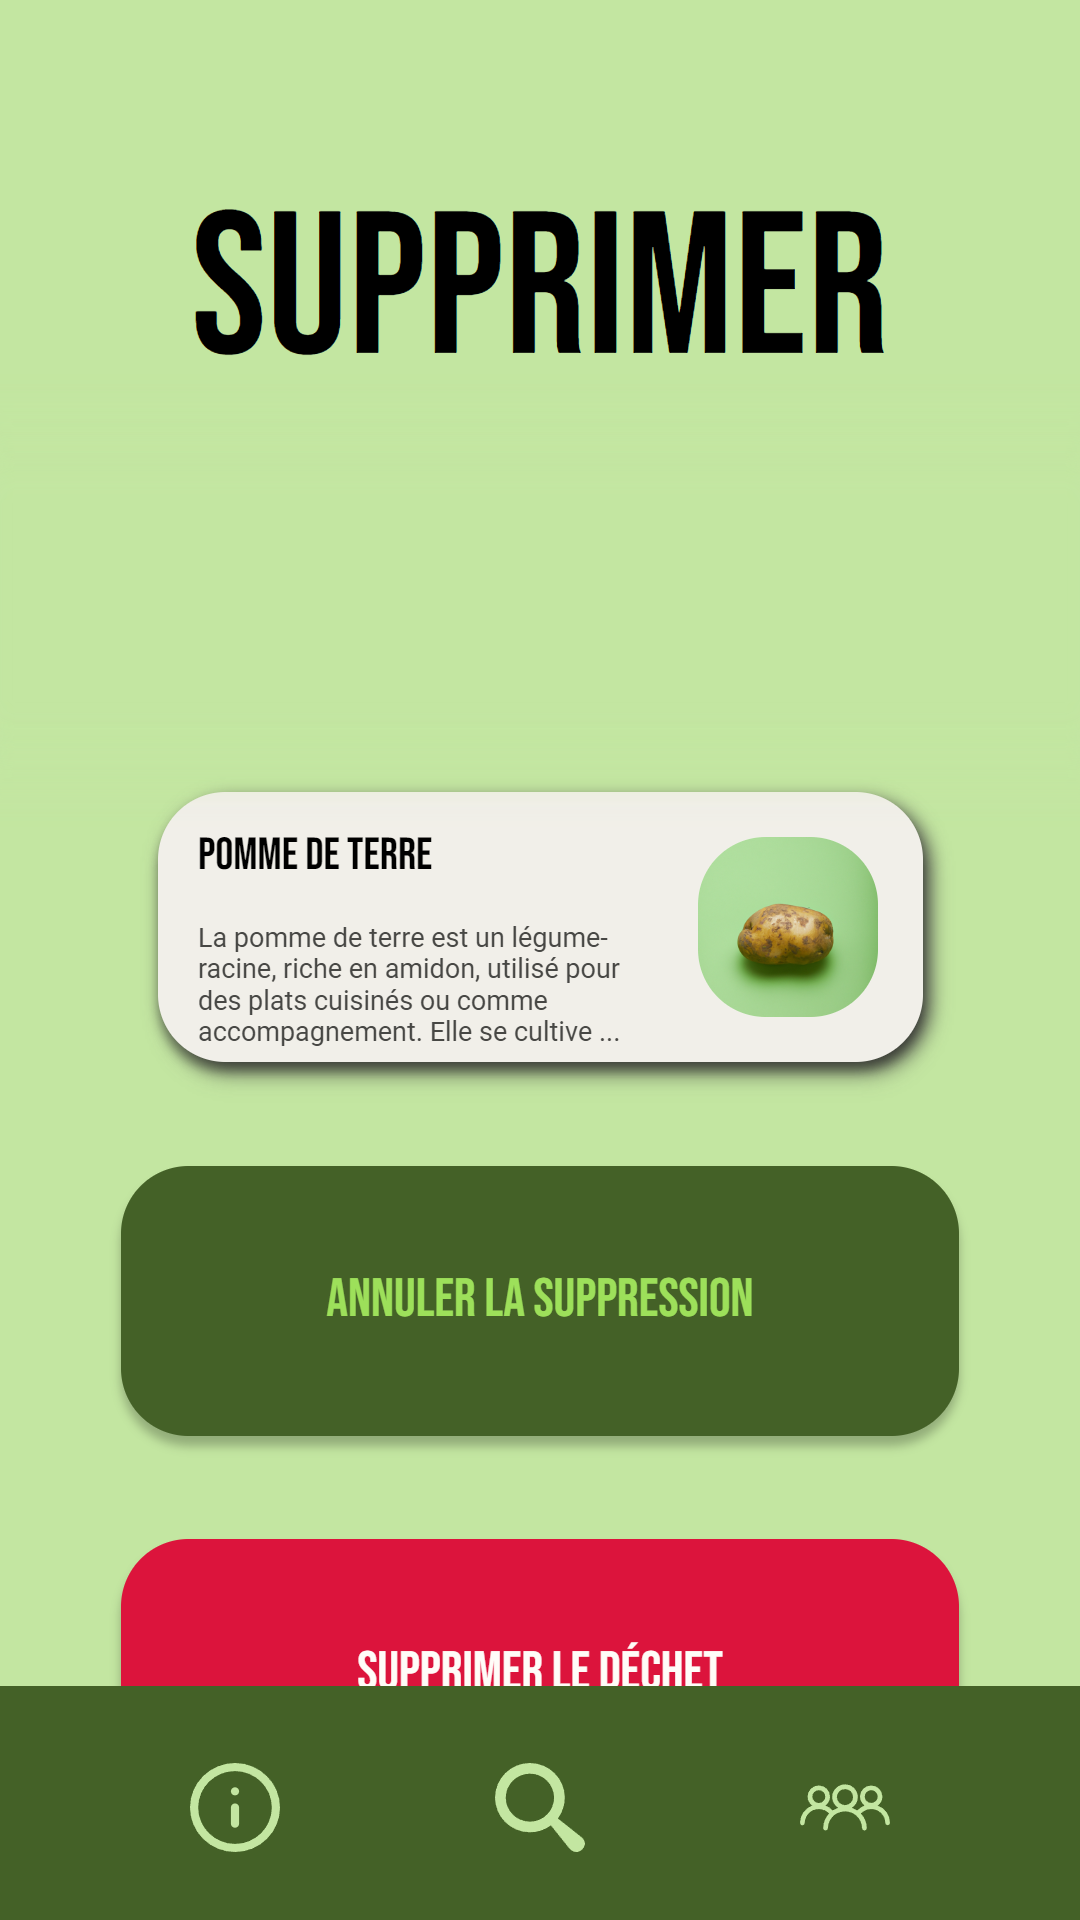 SUPPRIMER
POMME DE TERRE
La pomme de terre est un légume-
racine, riche en amidon, utilisé pour
des plats cuisinés ou comme
accompagnement. Elle se cultive ...
ANNULER LA SUPPRESSION
SUPPRIMER LE DÉCHET